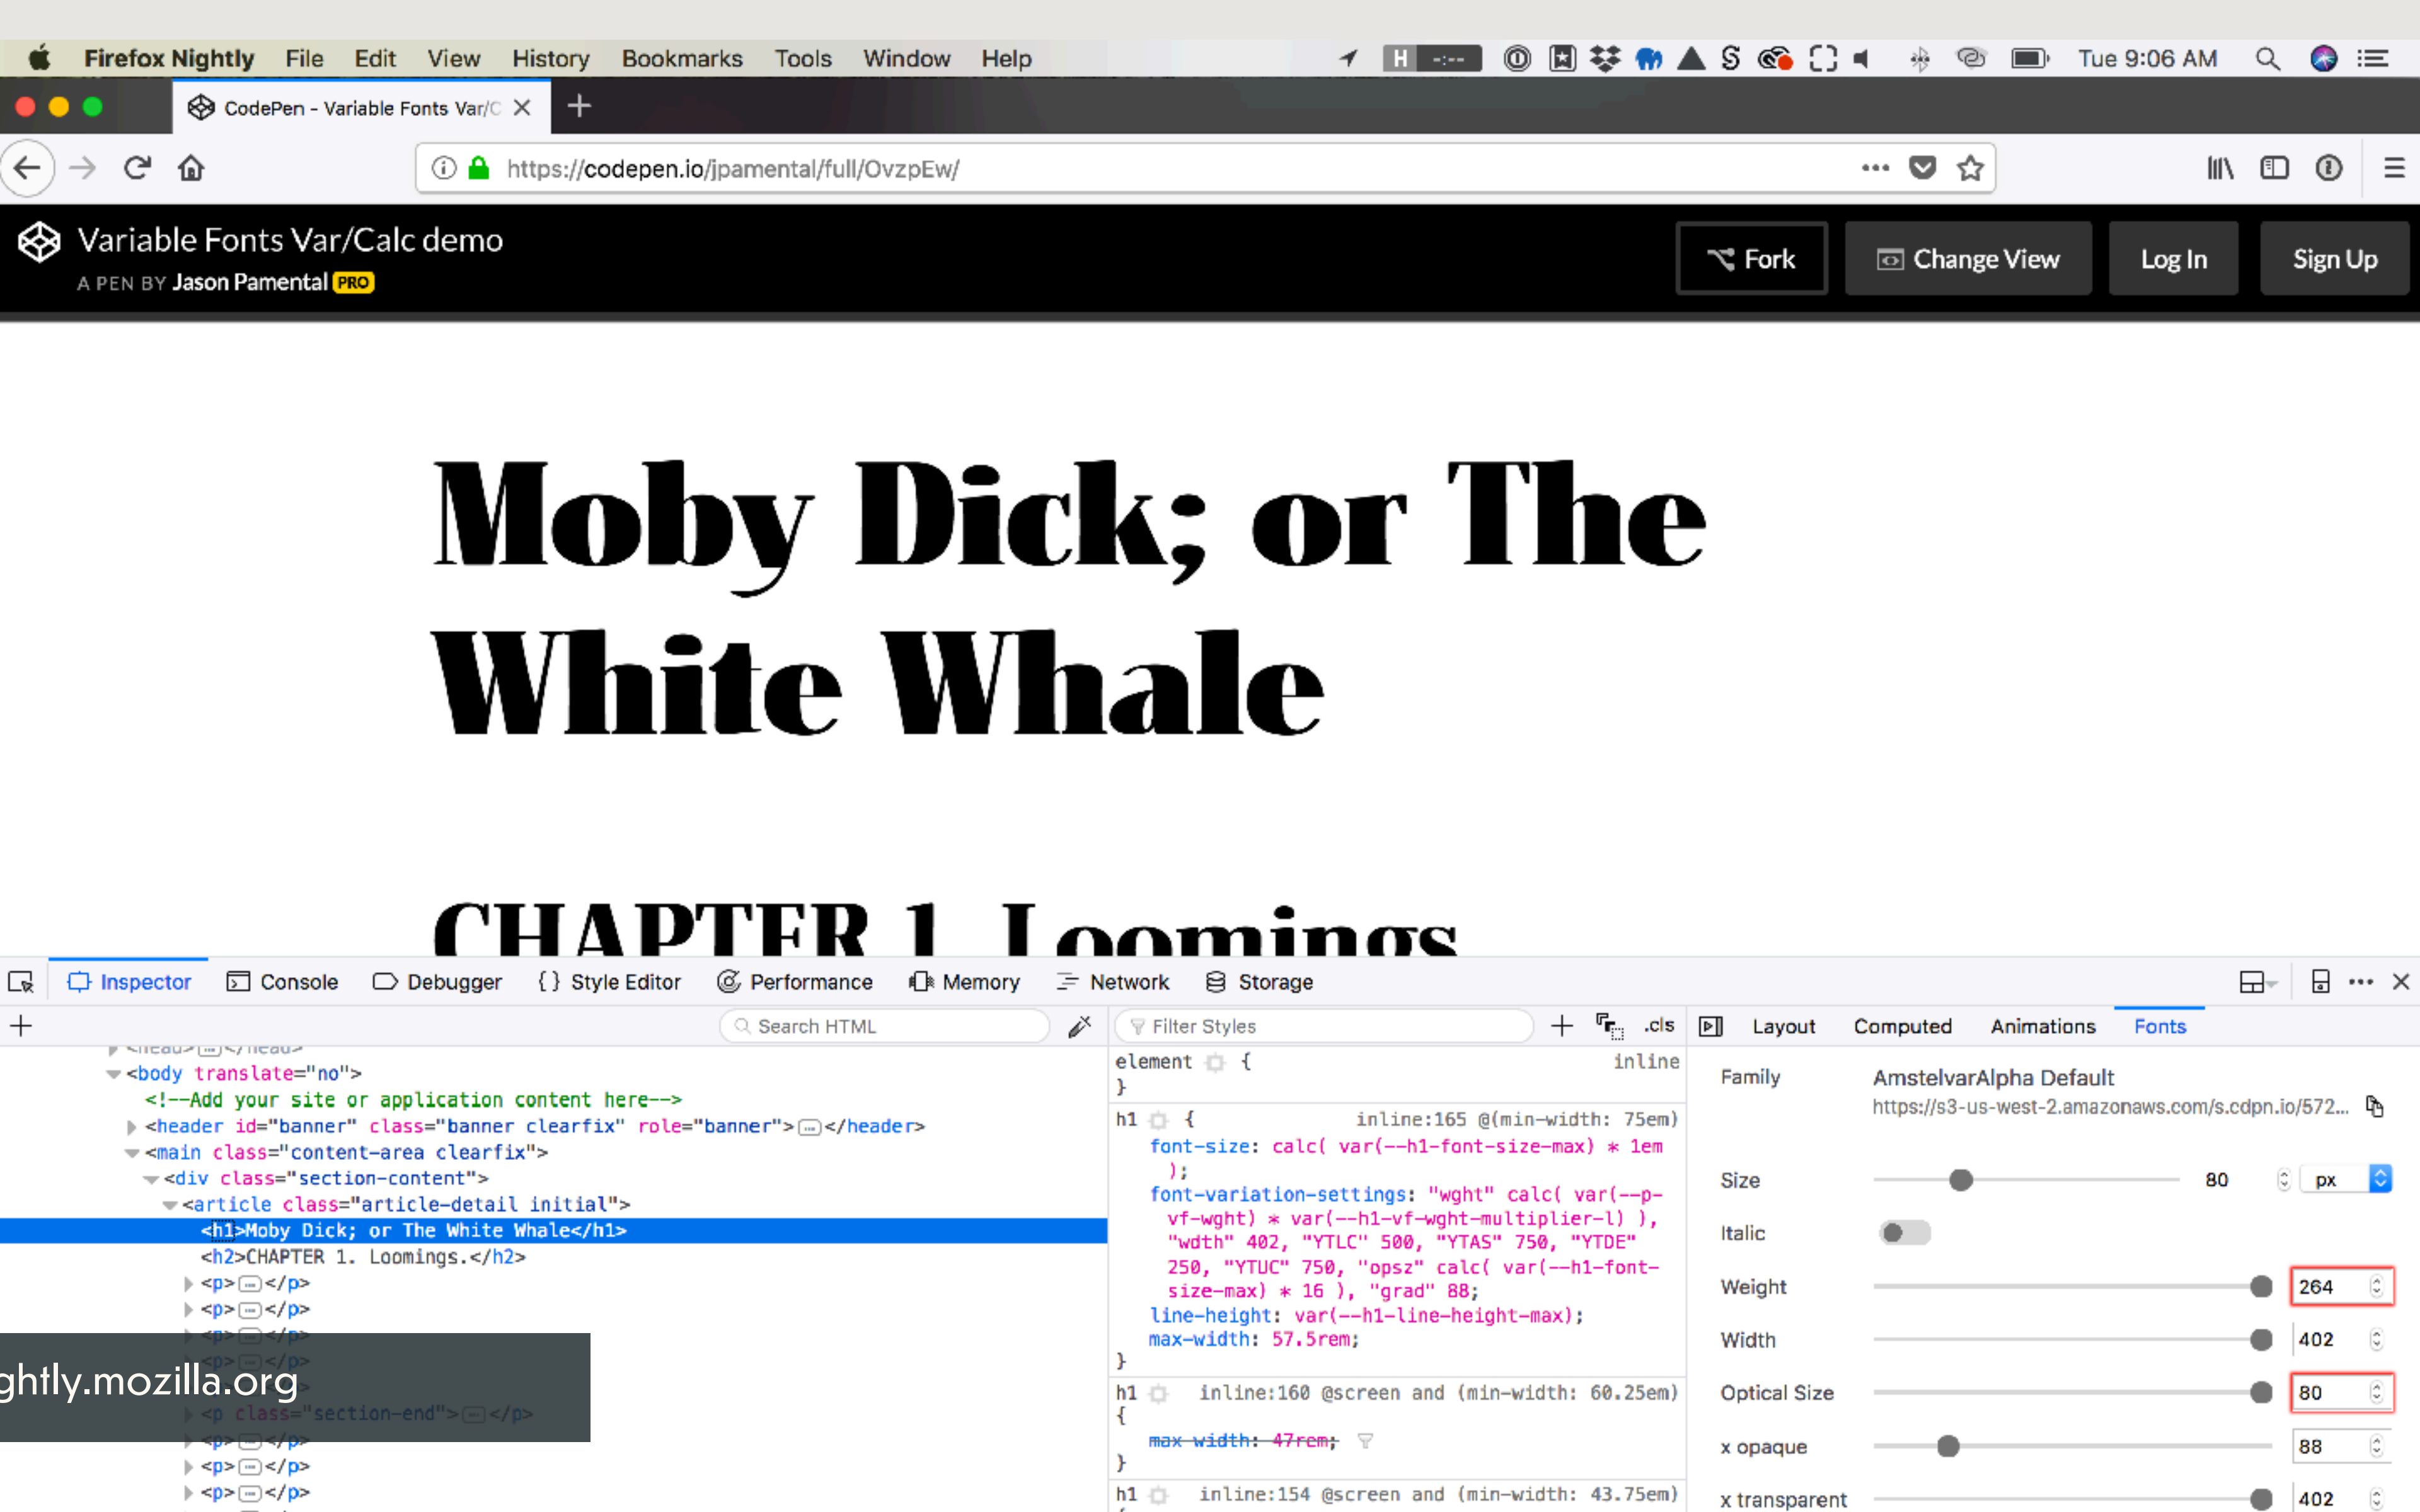 Firefox Nightly File Edit View History Bookmarks Tools Window Help H -:-- S Tue 9:06 AM
CodePen - Variable Fonts Var/C
https://codepen.io/jpamental/full/OvzpEw/
Variable Fonts Var/Calc demo
A PEN BY Jason Pamental PRO
Fork Change View Log In Sign Up
Moby Dick; or The
White Whale
CHAPTER 1. Loomings
Inspector Console Debugger {} Style Editor Performance Memory Network Storage
Search HTML
<head></head>
<body translate="no">
<!--Add your site or application content here-->
<header id="banner" class="banner clearfix" role="banner"></header>
<main class="content-area clearfix">
<div class="section-content">
<article class="article-detail initial">
<h1>Moby Dick; or The White Whale</h1>
<h2>CHAPTER 1. Loomings.</h2>
<p></p>
<p></p>
<p></p>
<p></p>
ghtly.mozilla.org
<p class="section-end"></p>
<p></p>
<p></p>
<p></p>
Filter Styles .cls
element { inline
}
h1 { inline:165 @(min-width: 75em)
font-size: calc( var(--h1-font-size-max) * 1em
);
font-variation-settings: "wght" calc( var(--p-
vf-wght) * var(--h1-vf-wght-multiplier-l) ),
"wdth" 402, "YTLC" 500, "YTAS" 750, "YTDE"
250, "YTUC" 750, "opsz" calc( var(--h1-font-
size-max) * 16 ), "grad" 88;
line-height: var(--h1-line-height-max);
max-width: 57.5rem;
}
h1 inline:160 @screen and (min-width: 60.25em)
{
max-width: 47rem;
}
h1 inline:154 @screen and (min-width: 43.75em)
Layout Computed Animations Fonts
Family AmstelvarAlpha Default
https://s3-us-west-2.amazonaws.com/s.cdpn.io/572...
Size 80 px
Italic
Weight 264
Width 402
Optical Size 80
x opaque 88
x transparent 402